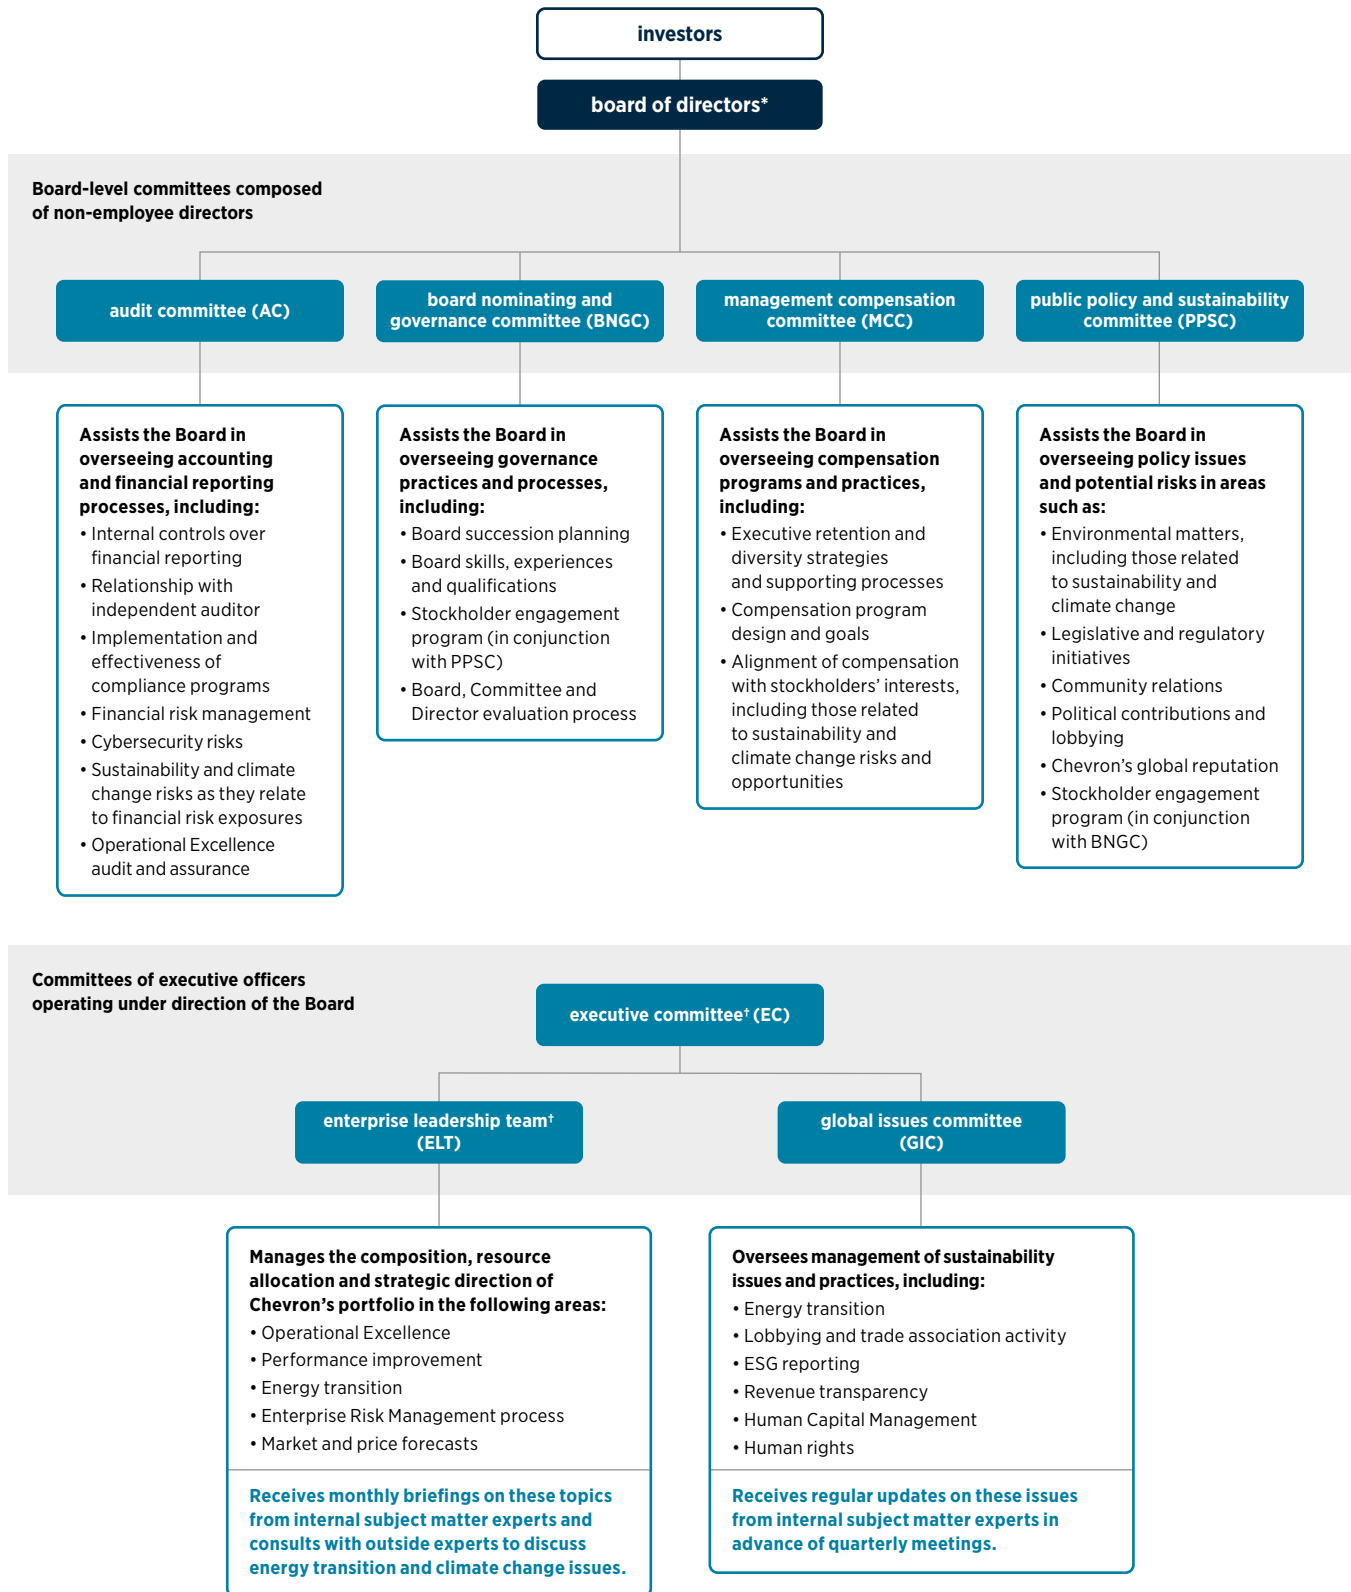 investors
board of directors*
Board-level committees composed
of non-employee directors
audit committee (AC)
board nominating and
governance committee (BNGC)
management compensation
committee (MCC)
public policy and sustainability
committee (PPSC)
Assists the Board in
overseeing accounting
and financial reporting
processes, including:
• Internal controls over
financial reporting
• Relationship with
independent auditor
• Implementation and
effectiveness of
compliance programs
• Financial risk management
• Cybersecurity risks
• Sustainability and climate
change risks as they relate
to financial risk exposures
• Operational Excellence
audit and assurance
Assists the Board in
overseeing governance
practices and processes,
including:
• Board succession planning
• Board skills, experiences
and qualifications
• Stockholder engagement
program (in conjunction
with PPSC)
• Board, Committee and
Director evaluation process
Assists the Board in
overseeing compensation
programs and practices,
including:
• Executive retention and
diversity strategies
and supporting processes
• Compensation program
design and goals
• Alignment of compensation
with stockholders’ interests,
including those related
to sustainability and
climate change risks and
opportunities
Assists the Board in
overseeing policy issues
and potential risks in areas
such as:
• Environmental matters,
including those related
to sustainability and
climate change
• Legislative and regulatory
initiatives
• Community relations
• Political contributions and
lobbying
• Chevron’s global reputation
• Stockholder engagement
program (in conjunction
with BNGC)
Committees of executive officers
operating under direction of the Board
executive committee† (EC)
enterprise leadership team†
(ELT)
global issues committee
(GIC)
Manages the composition, resource
allocation and strategic direction of
Chevron’s portfolio in the following areas:
• Operational Excellence
• Performance improvement
• Energy transition
• Enterprise Risk Management process
• Market and price forecasts
Receives monthly briefings on these topics
from internal subject matter experts and
consults with outside experts to discuss
energy transition and climate change issues.
Oversees management of sustainability
issues and practices, including:
• Energy transition
• Lobbying and trade association activity
• ESG reporting
• Revenue transparency
• Human Capital Management
• Human rights
Receives regular updates on these issues
from internal subject matter experts in
advance of quarterly meetings.